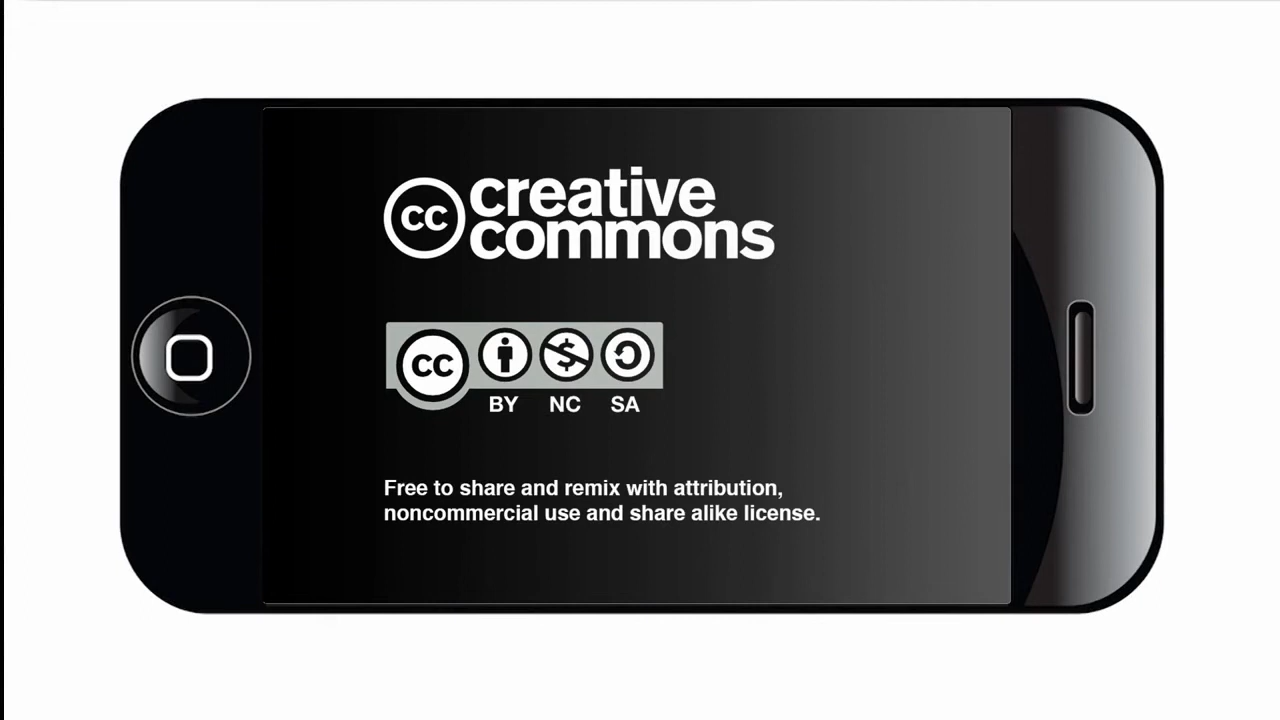 cc creative
commons
cc
BY NC SA
Free to share and remix with attribution,
noncommercial use and share alike license.